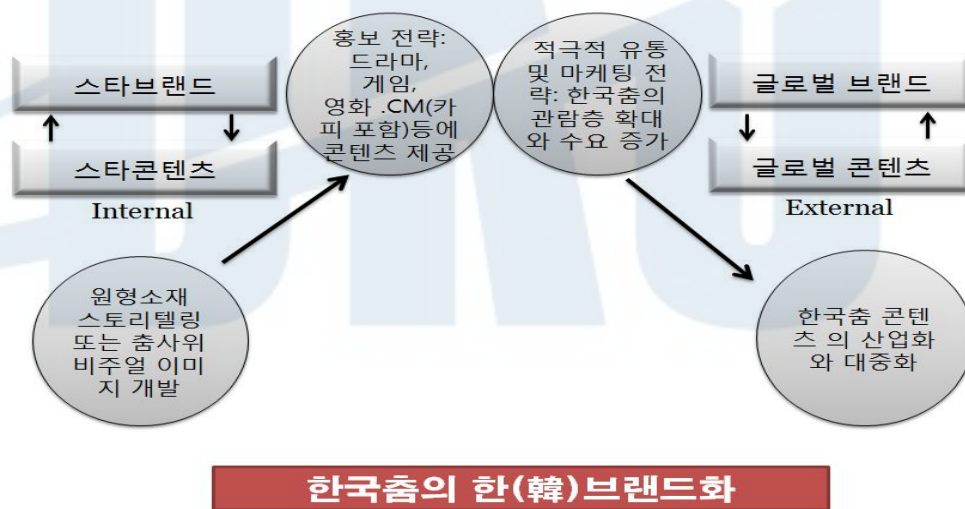 스타브랜드
스타콘텐츠
Internal
홍보 전략:
드라마,
게임,
영화 .CM(카
피 포함)등에
콘텐츠 제공
적극적 유통
및 마케팅 전
략: 한국춤의
관람층 확대
와 수요 증가
글로벌 브랜드
글로벌 콘텐츠
External
원형소재
스토리텔링
또는 춤사위
비주얼 이미
지 개발
한국춤 콘텐
츠 의 산업화
와 대중화
한국춤의 한(韓)브랜드화